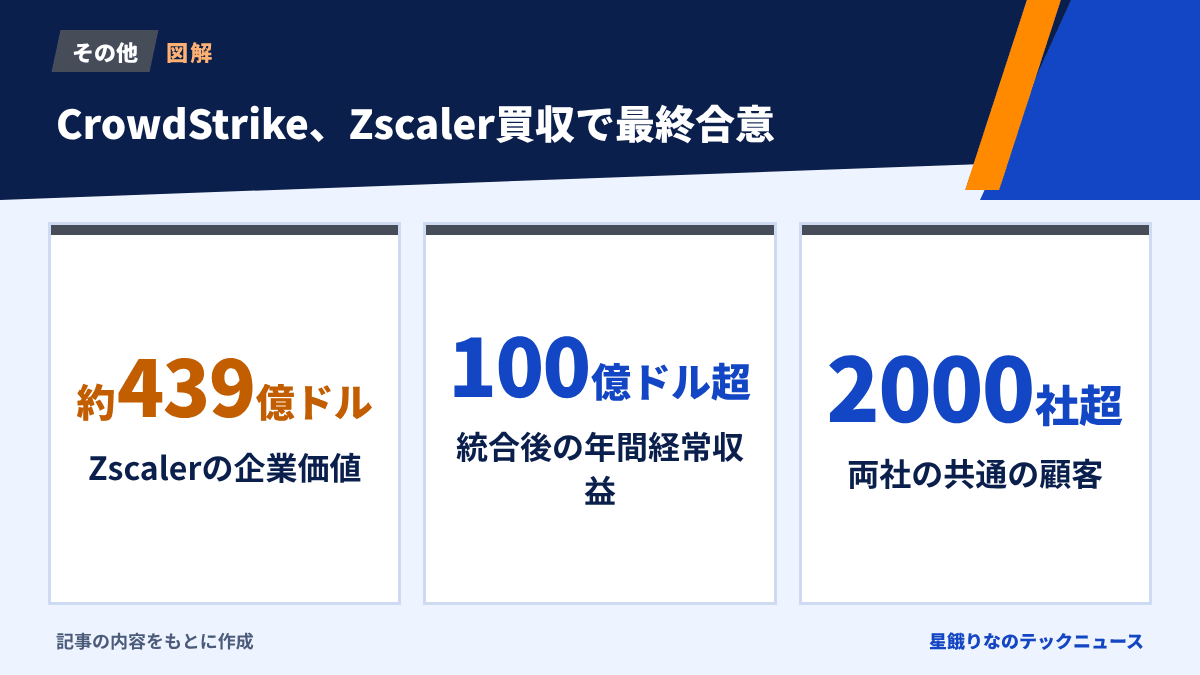 その他 図解
CrowdStrike、Zscaler買収で最終合意
約439億ドル
Zscalerの企業価値
100億ドル超
統合後の年間経常収
益
2000社超
両社の共通の顧客
記事の内容をもとに作成
星餓りなのテックニュース